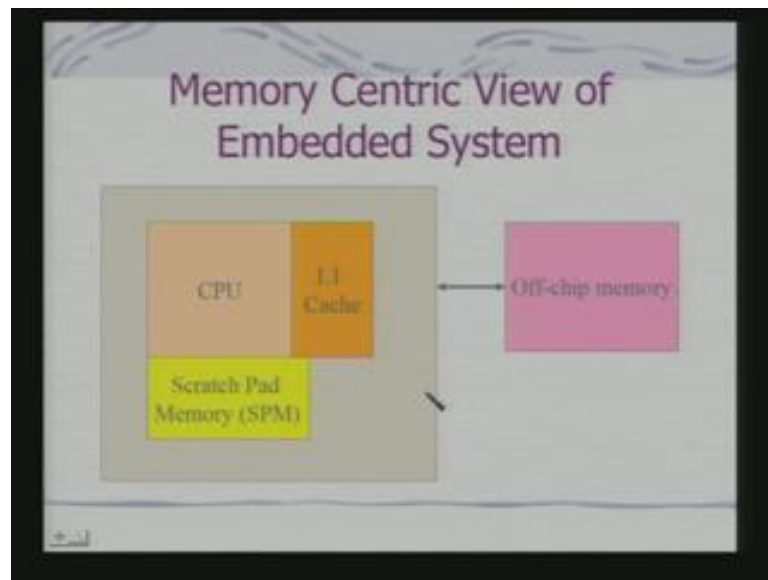 Memory Centric View of
Embedded System
CPU
L1
Cache
Scratch Pad
Memory (SPM)
Off-chip memory